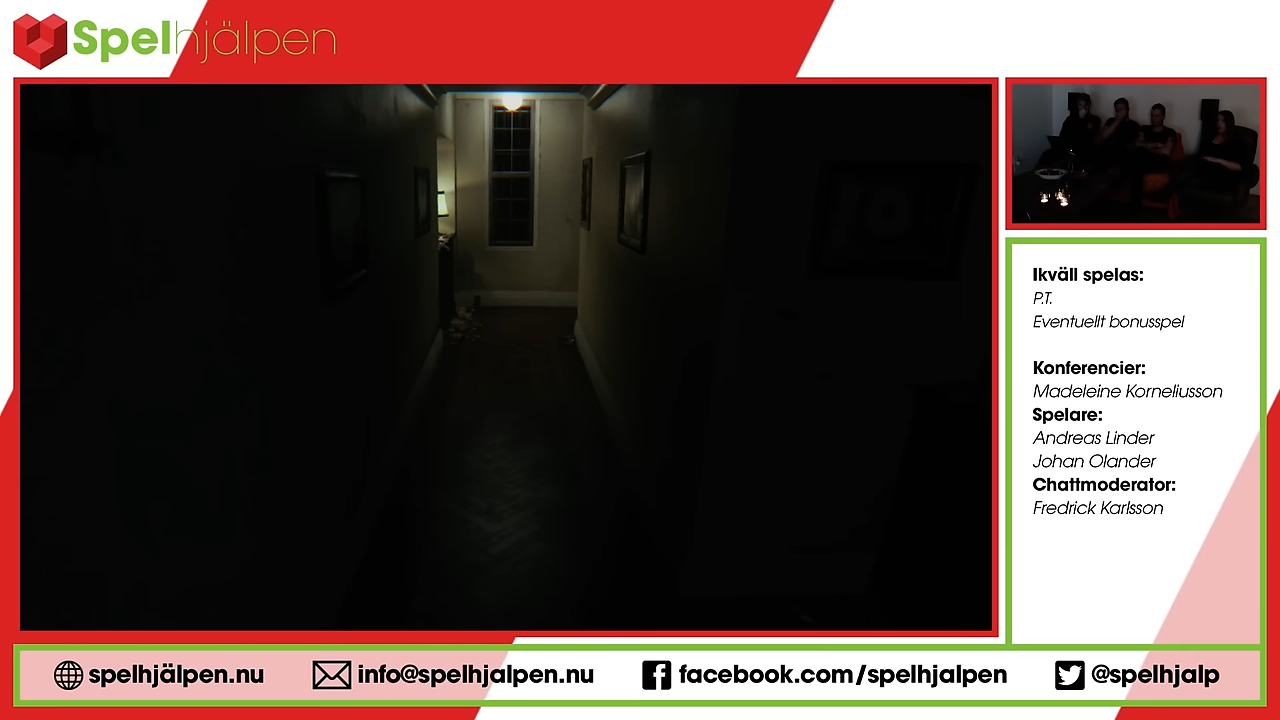 Spelhjälpen
Ikväll spelas:
P.T.
Eventuellt bonusspel
Konferencier:
Madeleine Korneliusson
Spelare:
Andreas Linder
Johan Olander
Chattmoderator:
Fredrick Karlsson
spelhjälpen.nu
info@spelhjalpen.nu
facebook.com/spelhjalpen
@spelhjalp